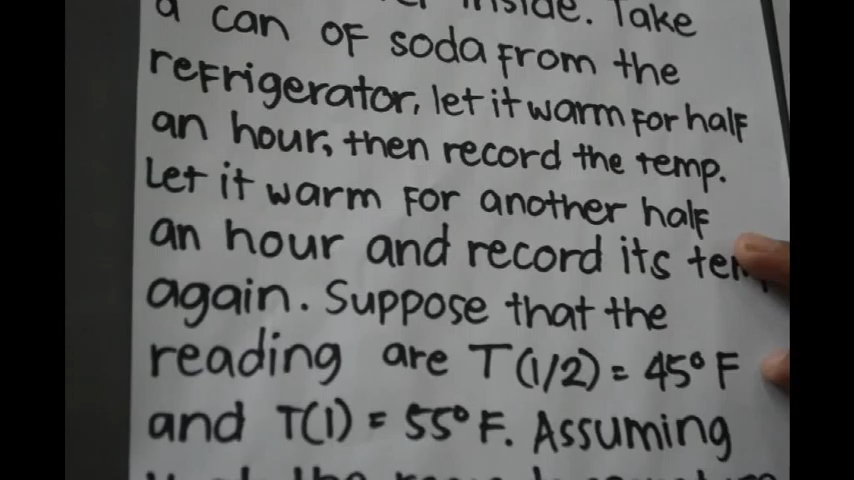 a can of soda from the
refrigerator, let it warm for half
an hour, then record the temp.
Let it warm for another half
an hour and record its tem
again. Suppose that the
reading are T(1/2) = 45° F
and T(1) = 55° F. Assuming